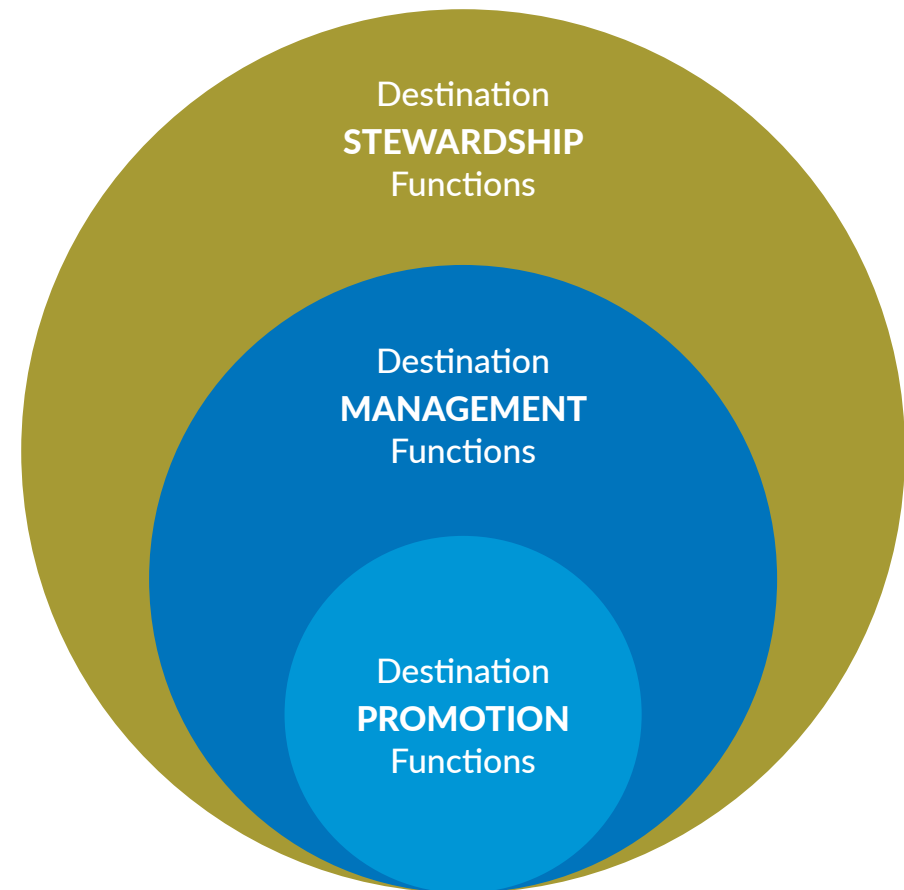 Destination
STEWARDSHIP
Functions
Destination
MANAGEMENT
Functions
Destination
PROMOTION
Functions